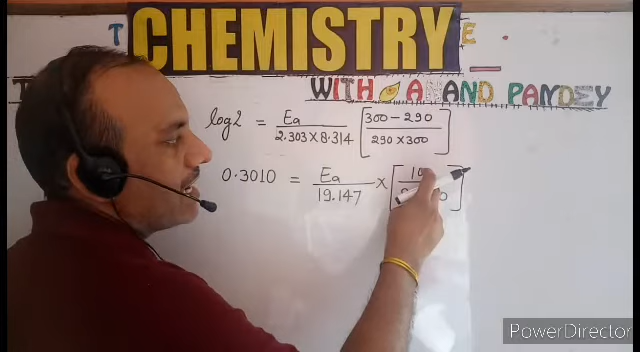 CHEMISTRY
WITH ANAND PANDEY
log2 = Ea / 2.303×8.314 [300 - 290 / 290×300]
0.3010 = Ea / 19.147 × [10
PowerDirector